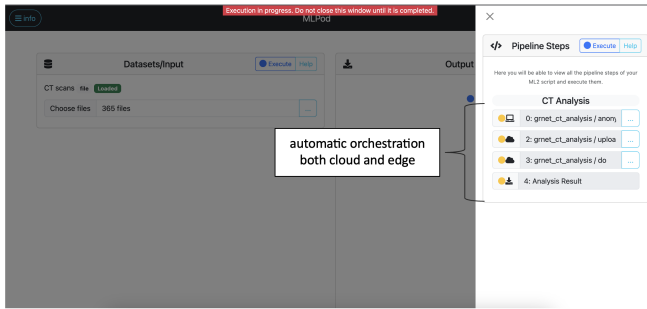 Execution in progress. Do not close this window until it is completed.
info
MLPod
Datasets/Input
Execute Help
CT scans file Loaded
Choose files 365 files
...
Output
automatic orchestration
both cloud and edge
</> Pipeline Steps
Execute Help
Here you will be able to view all the pipeline steps of your
ML2 script and execute them.
CT Analysis
0: grnet_ct_analysis / anony
...
2: grnet_ct_analysis / uploa
...
3: grnet_ct_analysis / do
...
4: Analysis Result